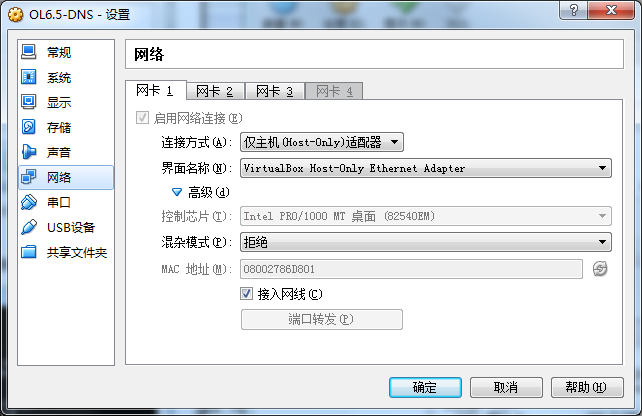 OL6.5-DNS - 设置
常规
系统
显示
存储
声音
网络
串口
USB设备
共享文件夹
网络
网卡 1 网卡 2 网卡 3 网卡 4
启用网络连接(E)
连接方式(A): 仅主机(Host-Only)适配器
界面名称(N): VirtualBox Host-Only Ethernet Adapter
高级(d)
控制芯片(T): Intel PRO/1000 MT 桌面 (82540EM)
混杂模式(P): 拒绝
MAC 地址(M): 08002786D801
接入网线(C)
端口转发(P)
确定 取消 帮助(H)